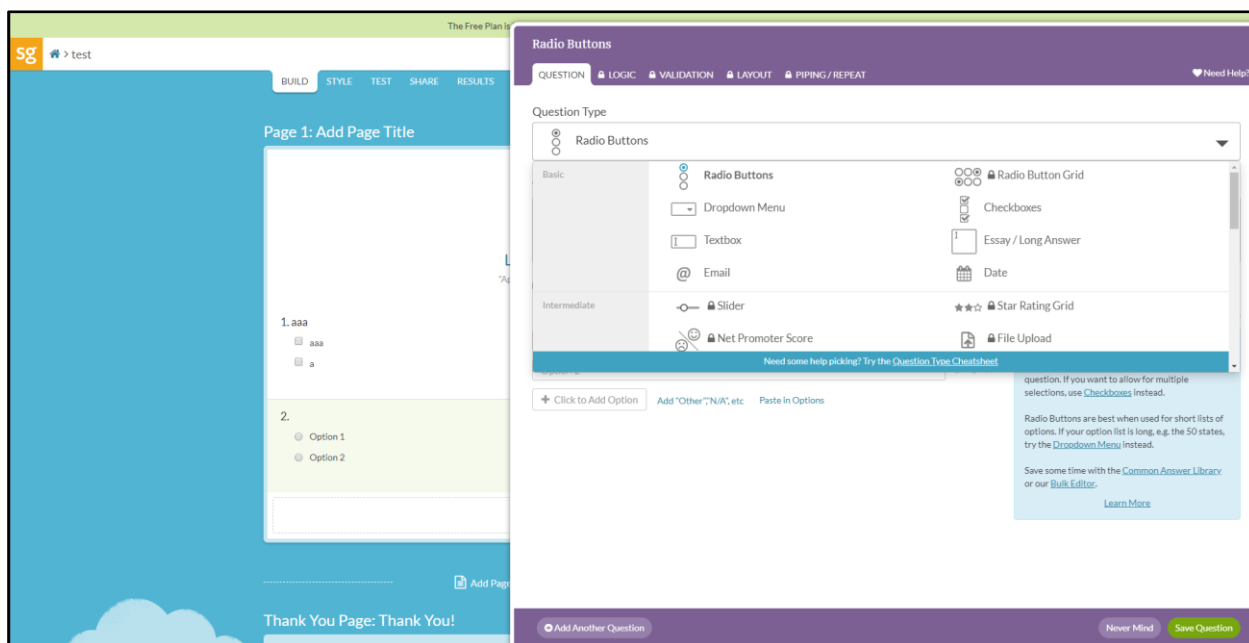 The Free Plan is
sg > test
BUILD STYLE TEST SHARE RESULTS
Page 1: Add Page Title
L
"Ap
1. aaa
aaa
a
2.
Option 1
Option 2
Add Page
Thank You Page: Thank You!
Radio Buttons
QUESTION LOGIC VALIDATION LAYOUT PIPING / REPEAT Need Help?
Question Type
Radio Buttons
Basic Radio Buttons Radio Button Grid
Dropdown Menu Checkboxes
Textbox Essay / Long Answer
@ Email Date
Intermediate Slider Star Rating Grid
Net Promoter Score File Upload
Need some help picking? Try the Question Type Cheatsheet
Click to Add Option Add "Other","N/A", etc Paste in Options
question. If you want to allow for multiple
selections, use Checkboxes instead.
Radio Buttons are best when used for short lists of
options. If your option list is long, e.g. the 50 states,
try the Dropdown Menu instead.
Save some time with the Common Answer Library
or our Bulk Editor.
Learn More
Add Another Question Never Mind Save Question